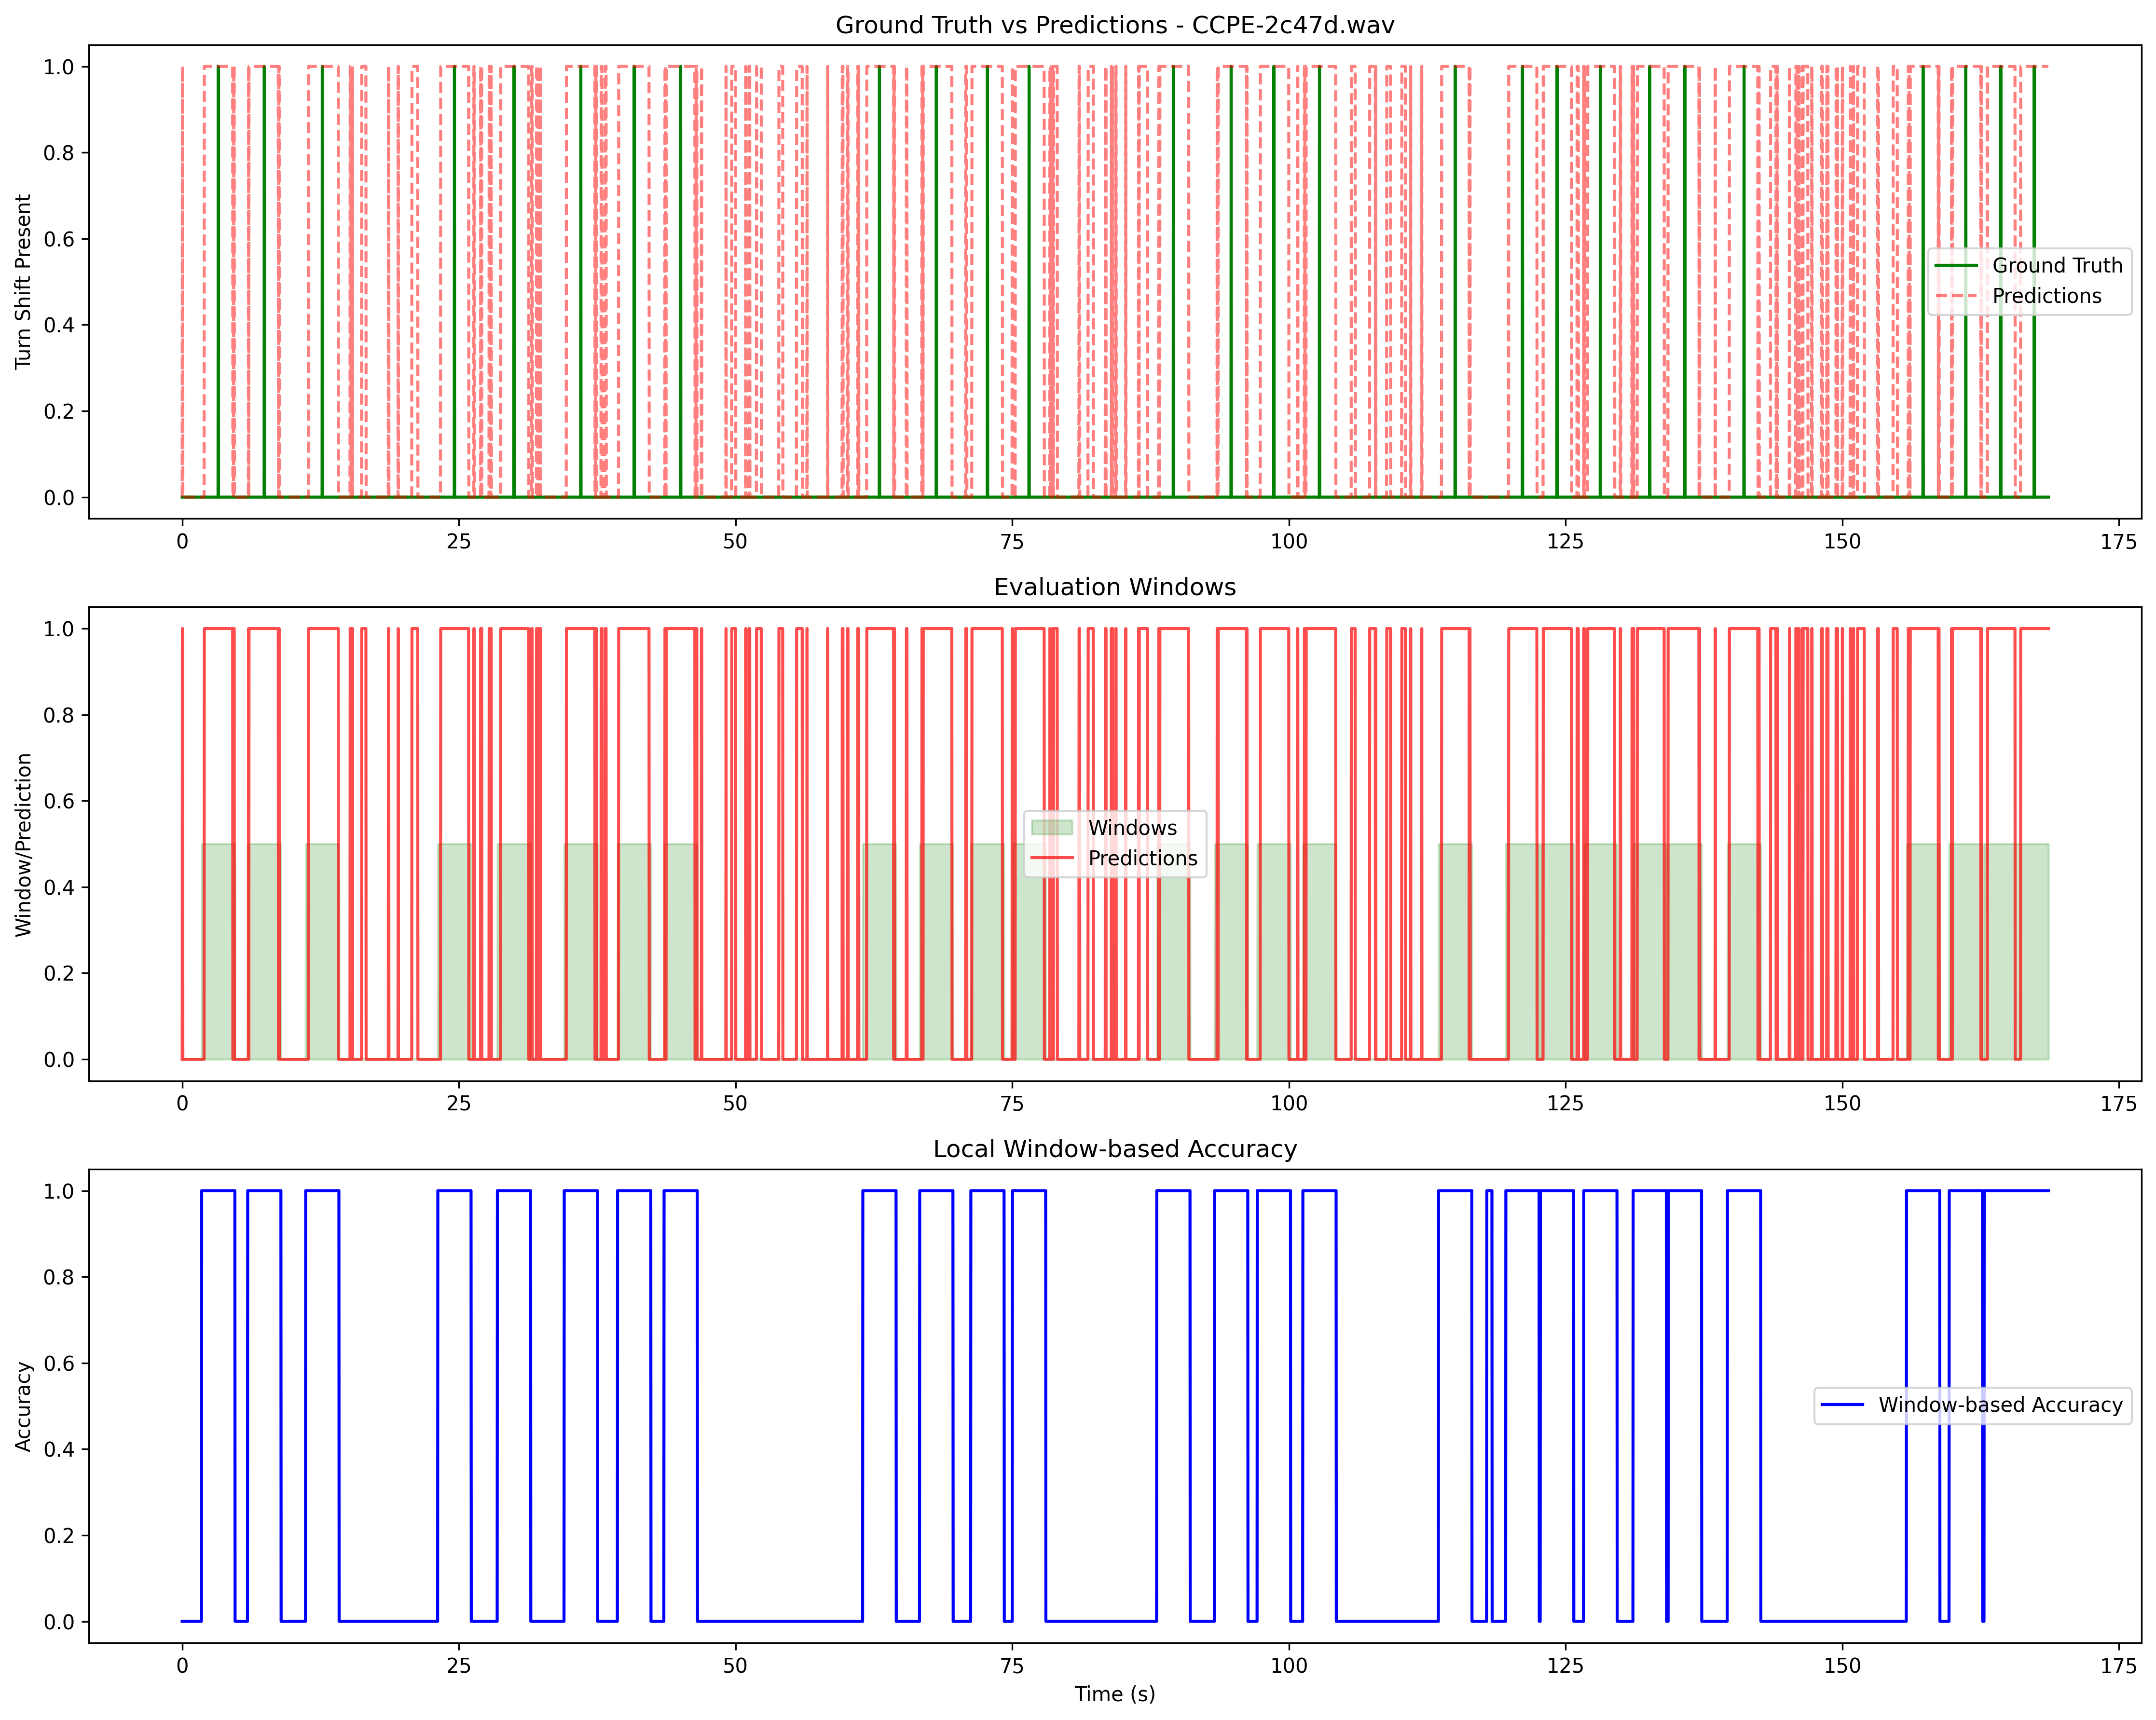 Ground Truth vs Predictions - CCPE-2c47d.wav
Turn Shift Present
1.0
0.8
0.6
0.4
0.2
0.0
Ground Truth
Predictions
0 25 50 75 100 125 150 175
Evaluation Windows
Window/Prediction
1.0
0.8
0.6
0.4
0.2
0.0
Windows
Predictions
0 25 50 75 100 125 150 175
Local Window-based Accuracy
Accuracy
1.0
0.8
0.6
0.4
0.2
0.0
Window-based Accuracy
0 25 50 75 100 125 150 175
Time (s)